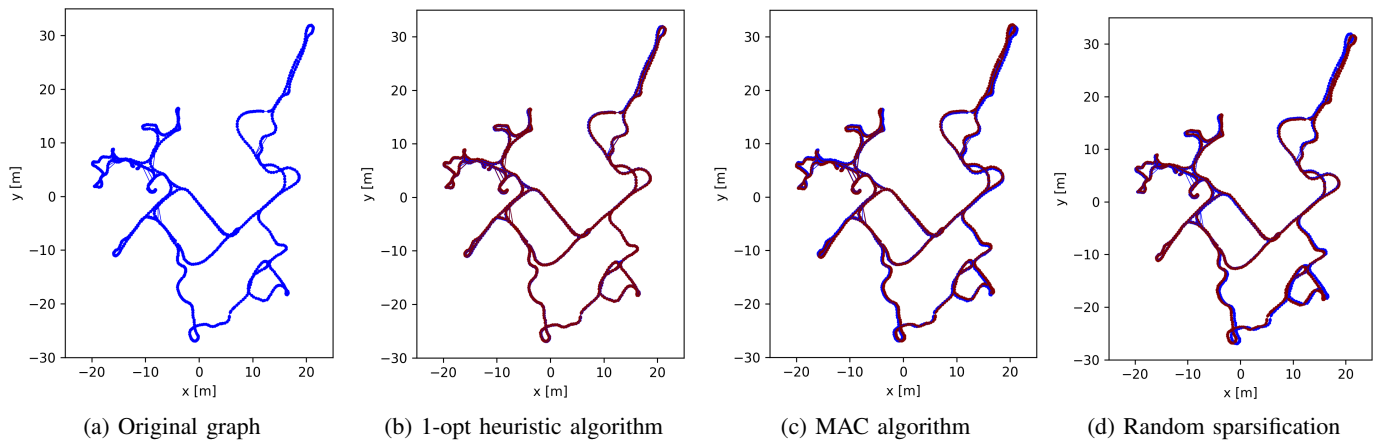 30
20
10
0
−10
−20
−30
y [m]
−20 −10 0 10 20
x [m]
(a) Original graph
30
20
10
0
−10
−20
−30
y [m]
−20 −10 0 10 20
x [m]
(b) 1-opt heuristic algorithm
30
20
10
0
−10
−20
−30
y [m]
−20 −10 0 10 20
x [m]
(c) MAC algorithm
30
20
10
0
−10
−20
−30
y [m]
−20 −10 0 10 20
x [m]
(d) Random sparsification